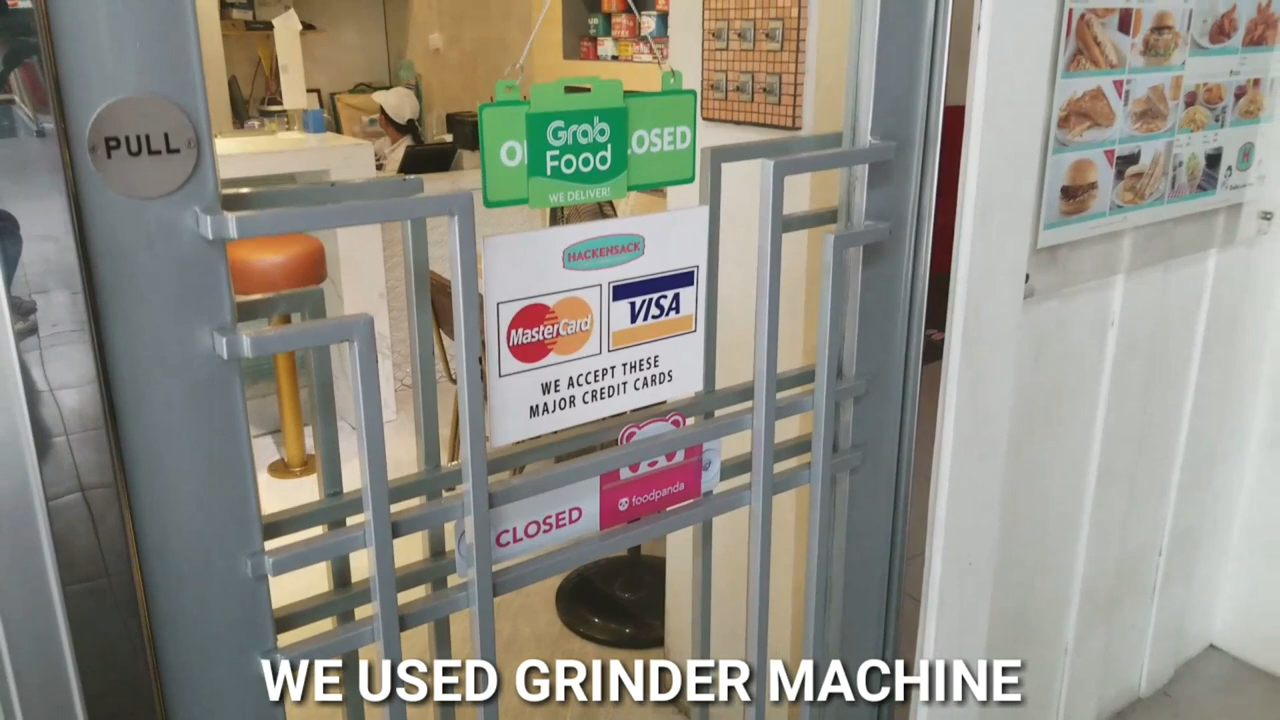 PULL
O
Grab
Food
WE DELIVER!
LOSED
HACKENSACK
MasterCard
VISA
WE ACCEPT THESE
MAJOR CREDIT CARDS
CLOSED
foodpanda
WE USED GRINDER MACHINE